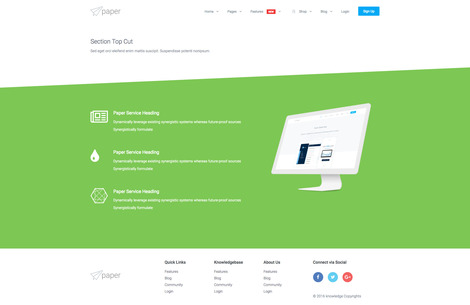 paper
Home Pages Features NEW Shop Blog Login Sign Up
Section Top Cut
Sed eget orci eleifend enim mattis suscipit. Suspendisse potenti noneptum.
Paper Service Heading
Dynamically leverage existing synergistic systems whereas future-proof sources
Synergistically formulate
Paper Service Heading
Dynamically leverage existing synergistic systems whereas future-proof sources
Synergistically formulate
Paper Service Heading
Dynamically leverage existing synergistic systems whereas future-proof sources
Synergistically formulate
paper
Quick Links
Features
Blog
Community
Login
Knowledgebase
Features
Blog
Community
Login
About Us
Features
Blog
Community
Login
Connect via Social
f
G+
© 2016 knowledge Copyrights